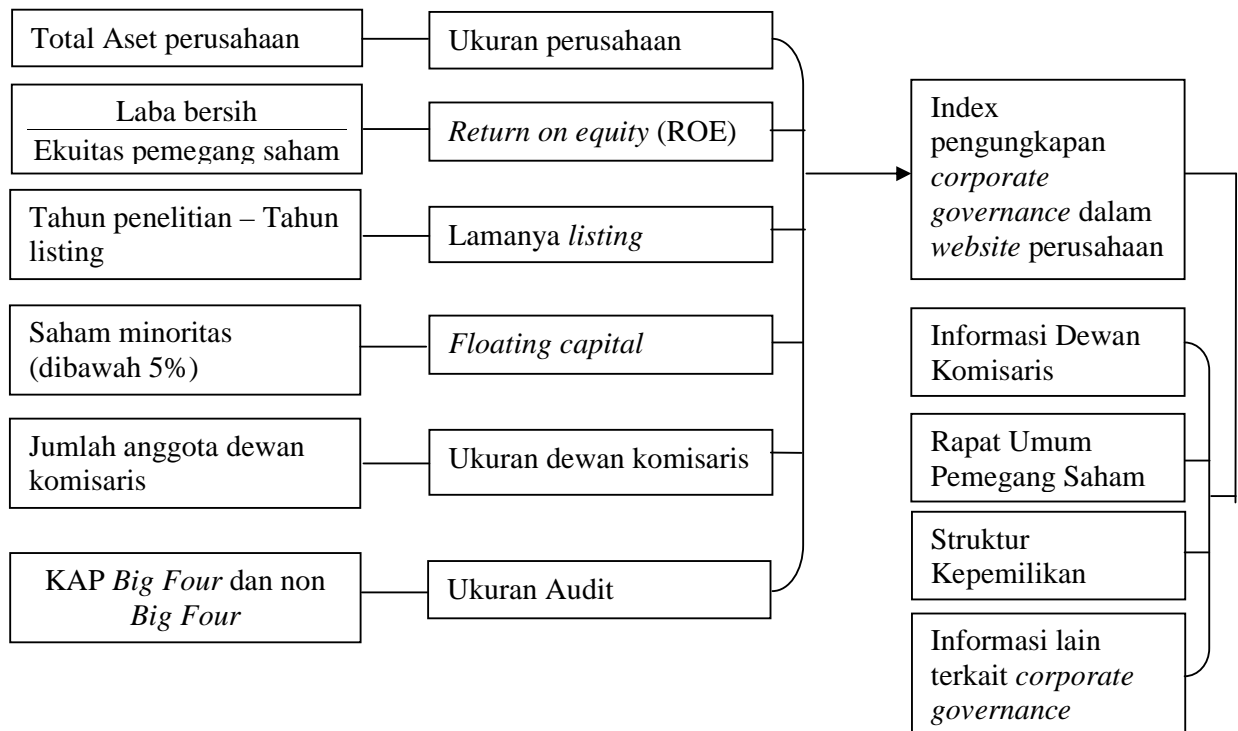 Total Aset perusahaan
Ukuran perusahaan
Laba bersih
Ekuitas pemegang saham
Return on equity (ROE)
Tahun penelitian – Tahun
listing
Lamanya listing
Saham minoritas
(dibawah 5%)
Floating capital
Jumlah anggota dewan
komisaris
Ukuran dewan komisaris
KAP Big Four dan non
Big Four
Ukuran Audit
Index
pengungkapan
corporate
governance dalam
website perusahaan
Informasi Dewan
Komisaris
Rapat Umum
Pemegang Saham
Struktur
Kepemilikan
Informasi lain
terkait corporate
governance